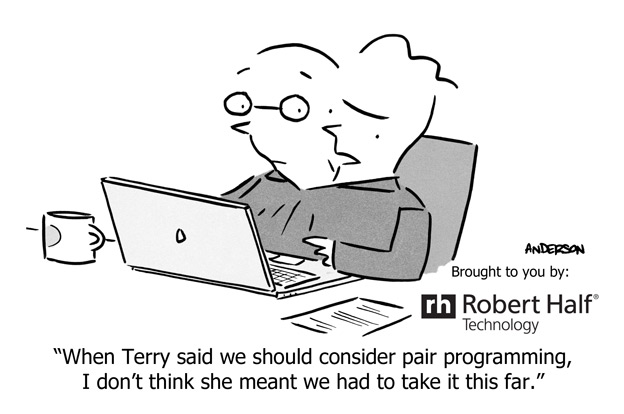 ANDERSON
Brought to you by:
rh Robert Half®
Technology
“When Terry said we should consider pair programming,
I don’t think she meant we had to take it this far.”